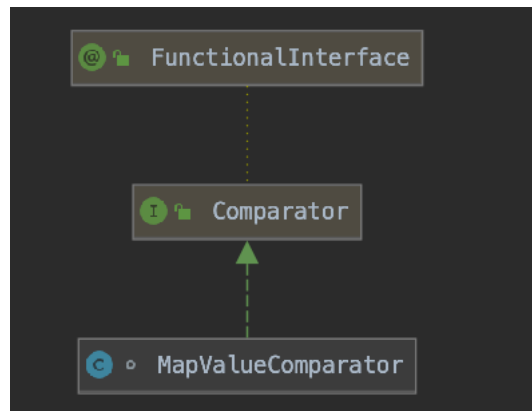 @ FunctionalInterface
I Comparator
C MapValueComparator